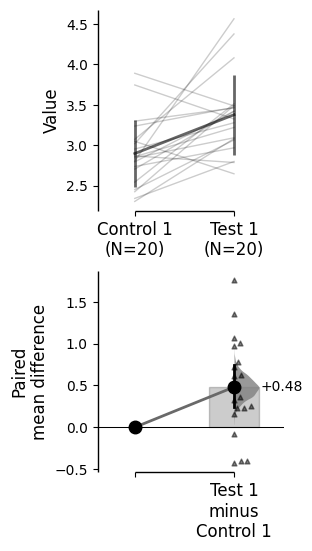 4.5
4.0
3.5
3.0
2.5
Value
Control 1
(N=20)
Test 1
(N=20)
1.5
1.0
0.5
0.0
−0.5
Paired
mean difference
+0.48
Test 1
minus
Control 1